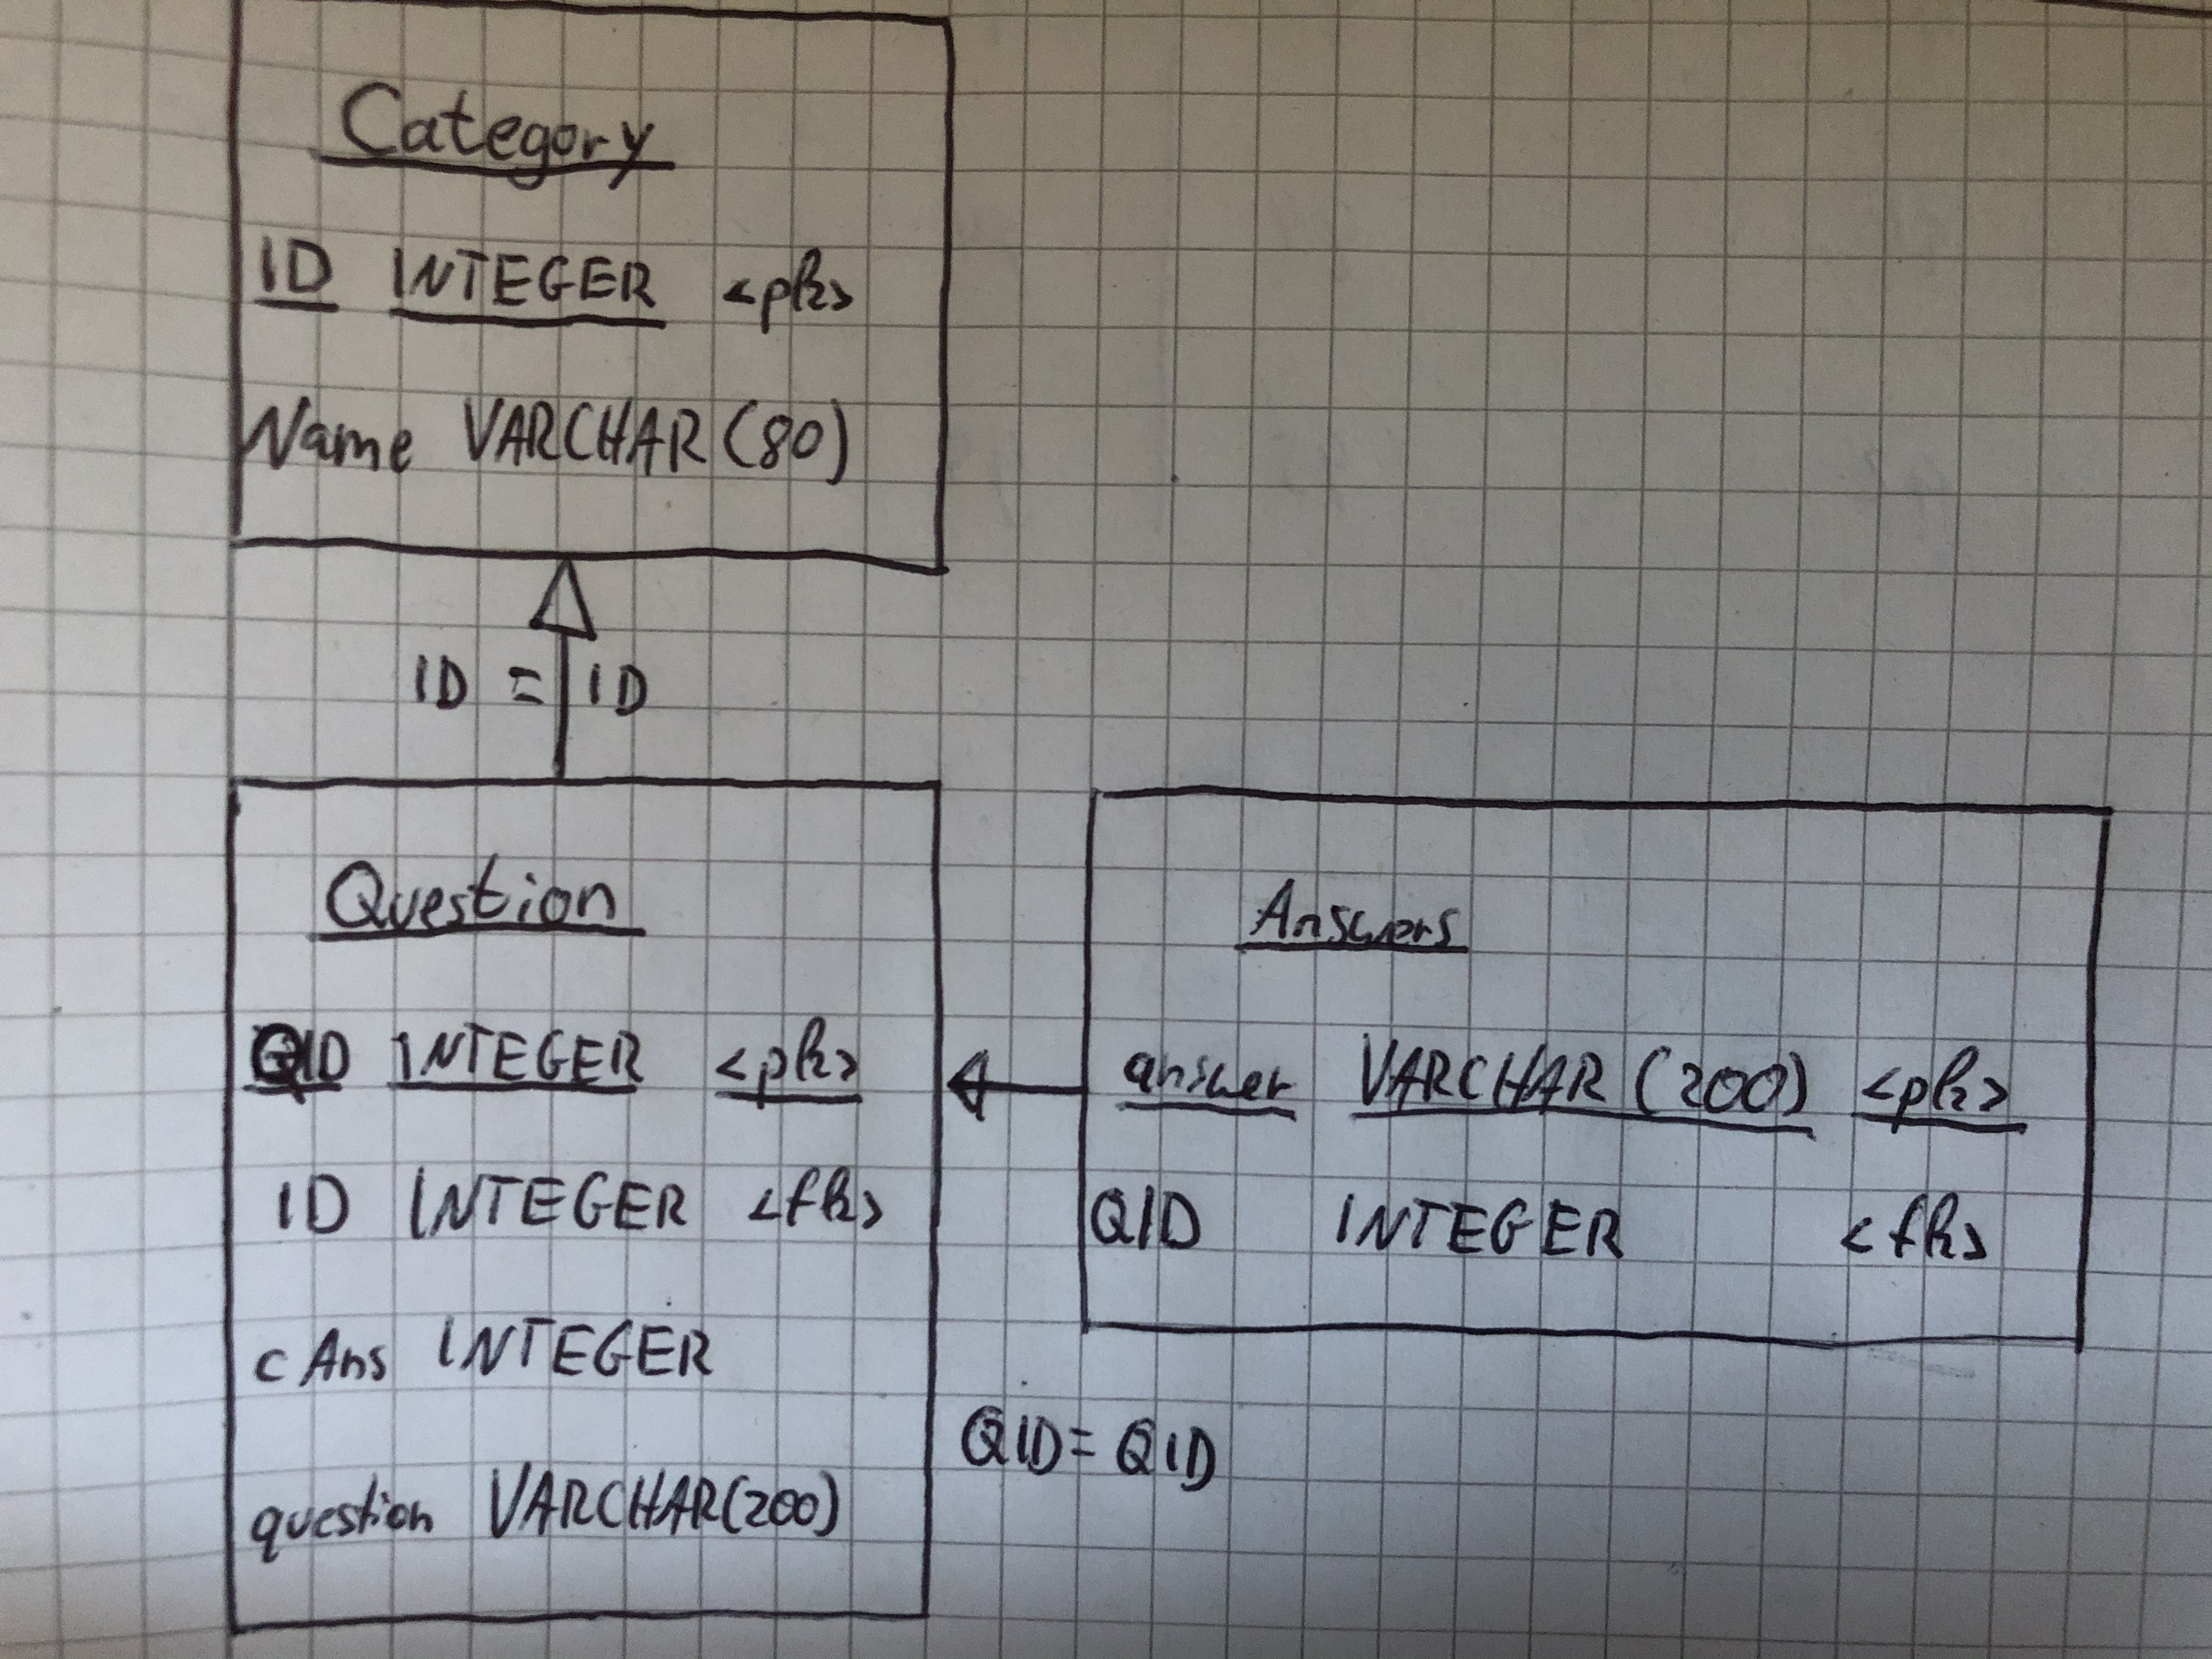 Category
ID INTEGER <pk>
Name VARCHAR(80)
ID = ID
Question
QID INTEGER <pk>
ID INTEGER <fk>
cAns INTEGER
question VARCHAR(200)
Answers
answer VARCHAR(200) <pk>
QID INTEGER <fk>
QID = QID